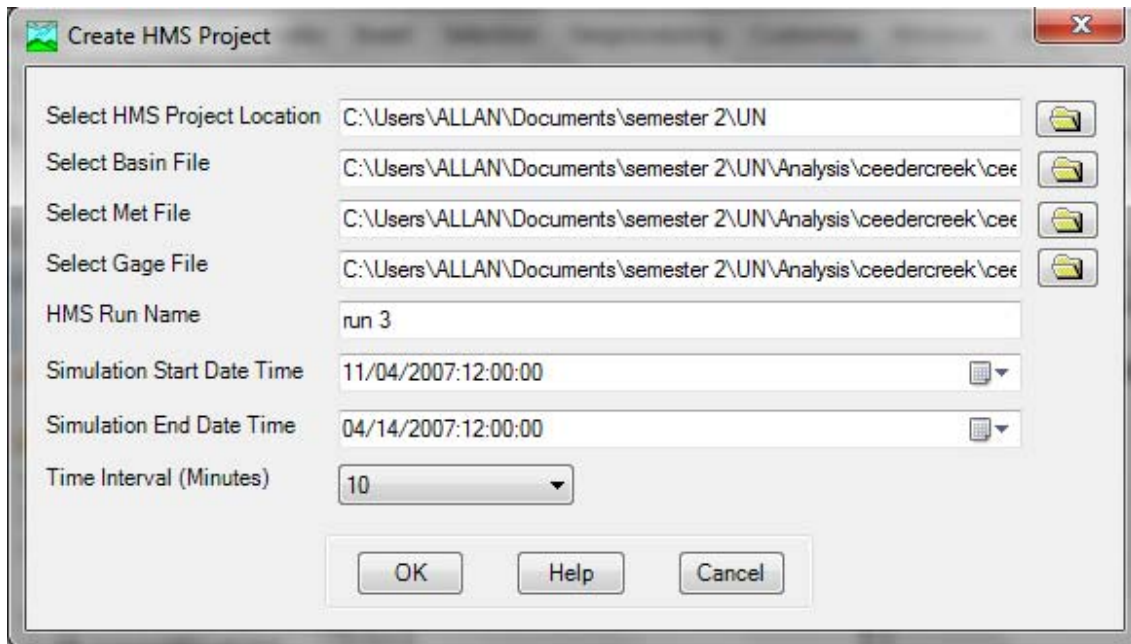 Create HMS Project
Select HMS Project Location C:\Users\ALLAN\Documents\semester 2\UN
Select Basin File C:\Users\ALLAN\Documents\semester 2\UN\Analysis\ceedercreek\cee
Select Met File C:\Users\ALLAN\Documents\semester 2\UN\Analysis\ceedercreek\cee
Select Gage File C:\Users\ALLAN\Documents\semester 2\UN\Analysis\ceedercreek\cee
HMS Run Name run 3
Simulation Start Date Time 11/04/2007:12:00:00
Simulation End Date Time 04/14/2007:12:00:00
Time Interval (Minutes) 10
OK Help Cancel